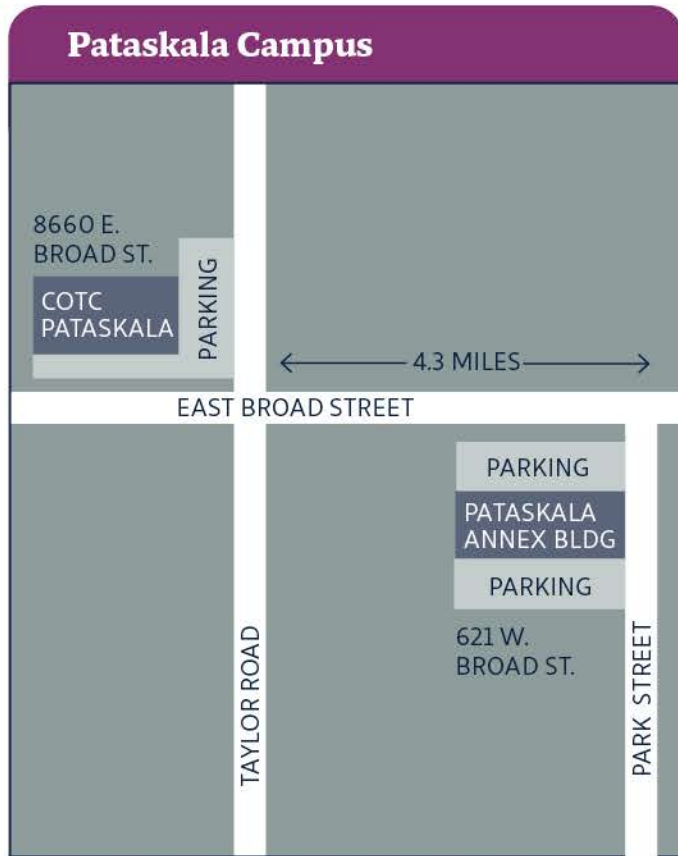 Pataskala Campus
8660 E.
BROAD ST.
COTC
PATASKALA
PARKING
4.3 MILES
EAST BROAD STREET
PARKING
PATASKALA
ANNEX BLDG
PARKING
621 W.
BROAD ST.
TAYLOR ROAD
PARK STREET